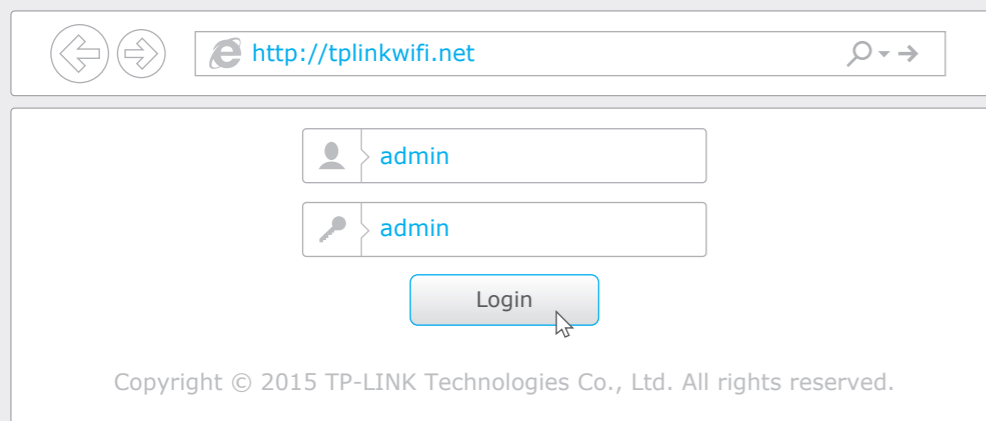 http://tplinkwifi.net
admin
admin
Login
Copyright © 2015 TP-LINK Technologies Co., Ltd. All rights reserved.